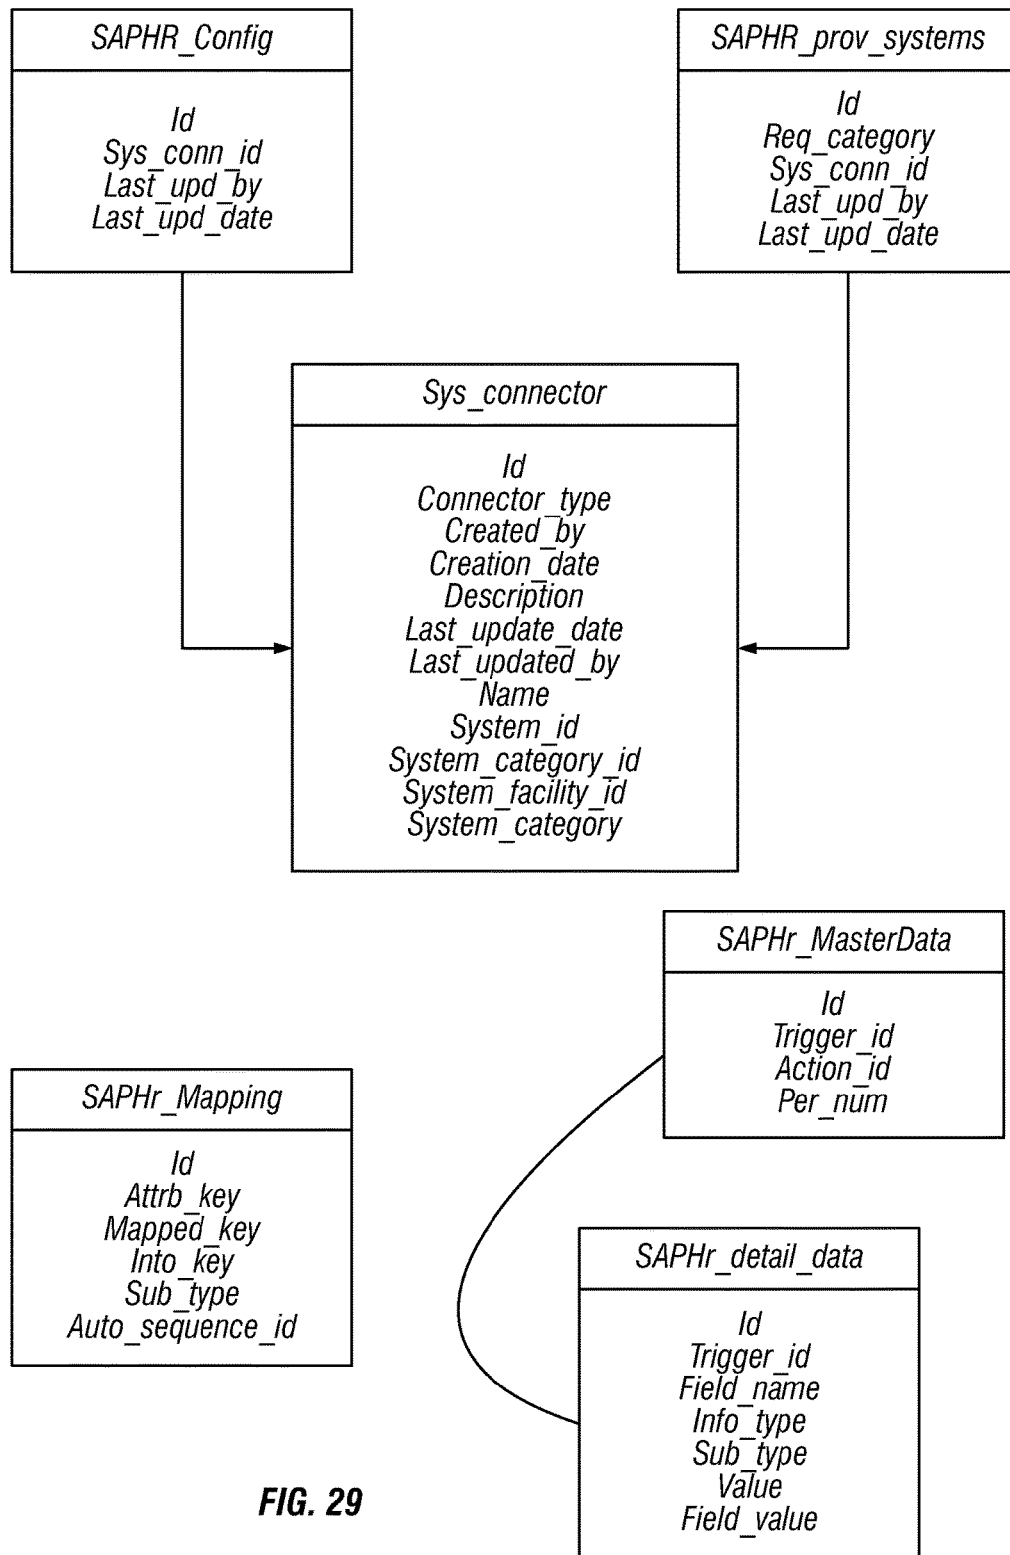 SAPHR_Config
Id
Sys_conn_id
Last_upd_by
Last_upd_date
SAPHR_prov_systems
Id
Req_category
Sys_conn_id
Last_upd_by
Last_upd_date
Sys_connector
Id
Connector_type
Created_by
Creation_date
Description
Last_update_date
Last_updated_by
Name
System_id
System_category_id
System_facility_id
System_category
SAPHr_MasterData
Id
Trigger_id
Action_id
Per_num
SAPHr_Mapping
Id
Attrb_key
Mapped_key
Into_key
Sub_type
Auto_sequence_id
SAPHr_detail_data
Id
Trigger_id
Field_name
Info_type
Sub_type
Value
Field_value
FIG. 29